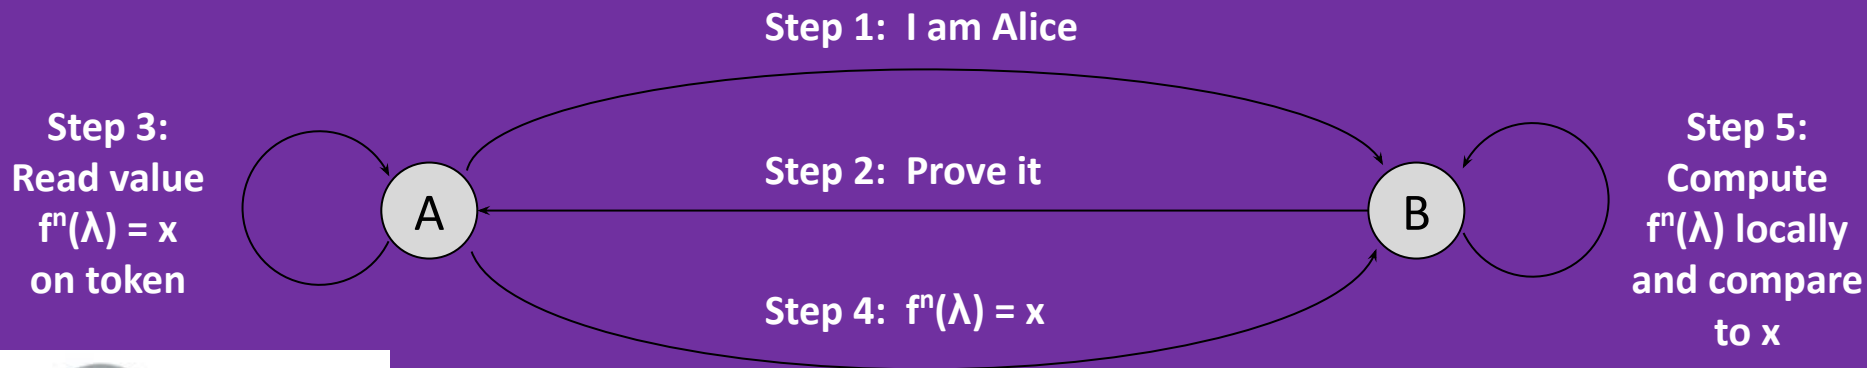 Step 1:  I am Alice
Step 3:
Read value
fⁿ(λ) = x
on token
A
Step 2:  Prove it
B
Step 5:
Compute
fⁿ(λ) locally
and compare
to x
Step 4:  fⁿ(λ) = x